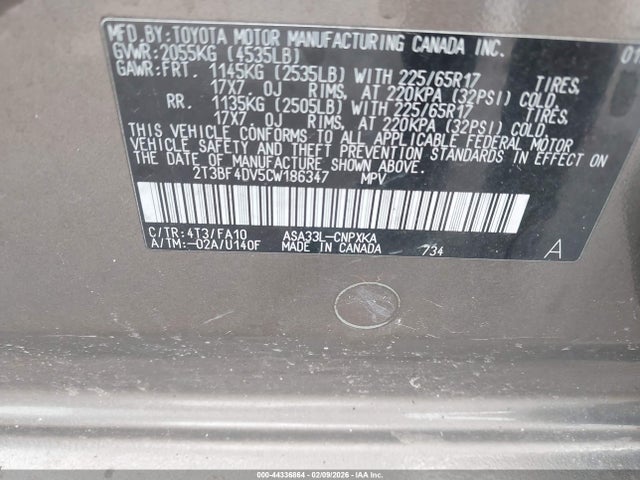 MFD.BY: TOYOTA MOTOR MANUFACTURING CANADA INC.
GVWR: 2055KG (4535LB) 01
GAWR: FRT. 1145KG (2535LB) WITH 225/65R17 TIRES,
17X7.0J RIMS, AT 220KPA (32PSI) COLD.
RR. 1135KG (2505LB) WITH 225/65R17 TIRES,
17X7.0J RIMS, AT 220KPA (32PSI) COLD.
THIS VEHICLE CONFORMS TO ALL APPLICABLE FEDERAL MOTOR
VEHICLE SAFETY AND THEFT PREVENTION STANDARDS IN EFFECT ON
THE DATE OF MANUFACTURE SHOWN ABOVE.
2T3BF4DV5CW186347 MPV
C/TR: 4T3/FA10 ASA33L-CNPXKA
A/TM: -02A/U140F MADE IN CANADA 734 A
000-44336864 | 02/09/2026 | IAA, Inc.